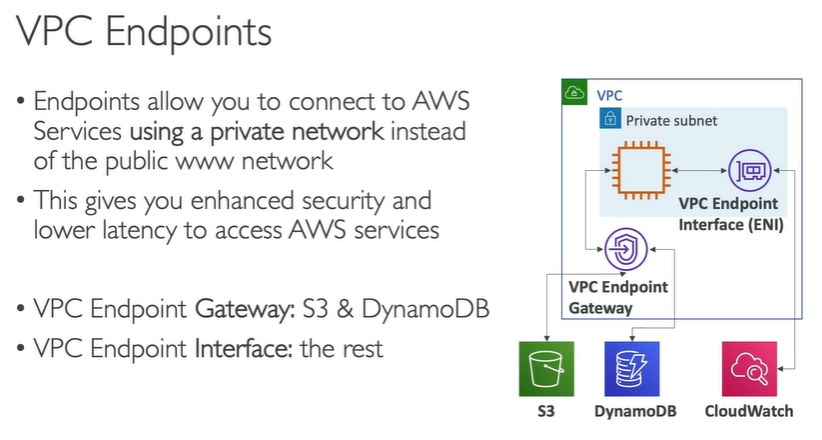 VPC Endpoints
• Endpoints allow you to connect to AWS
Services using a private network instead
of the public www network
• This gives you enhanced security and
lower latency to access AWS services
• VPC Endpoint Gateway: S3 & DynamoDB
• VPC Endpoint Interface: the rest
VPC
Private subnet
VPC Endpoint
Interface (ENI)
VPC Endpoint
Gateway
S3
DynamoDB
CloudWatch